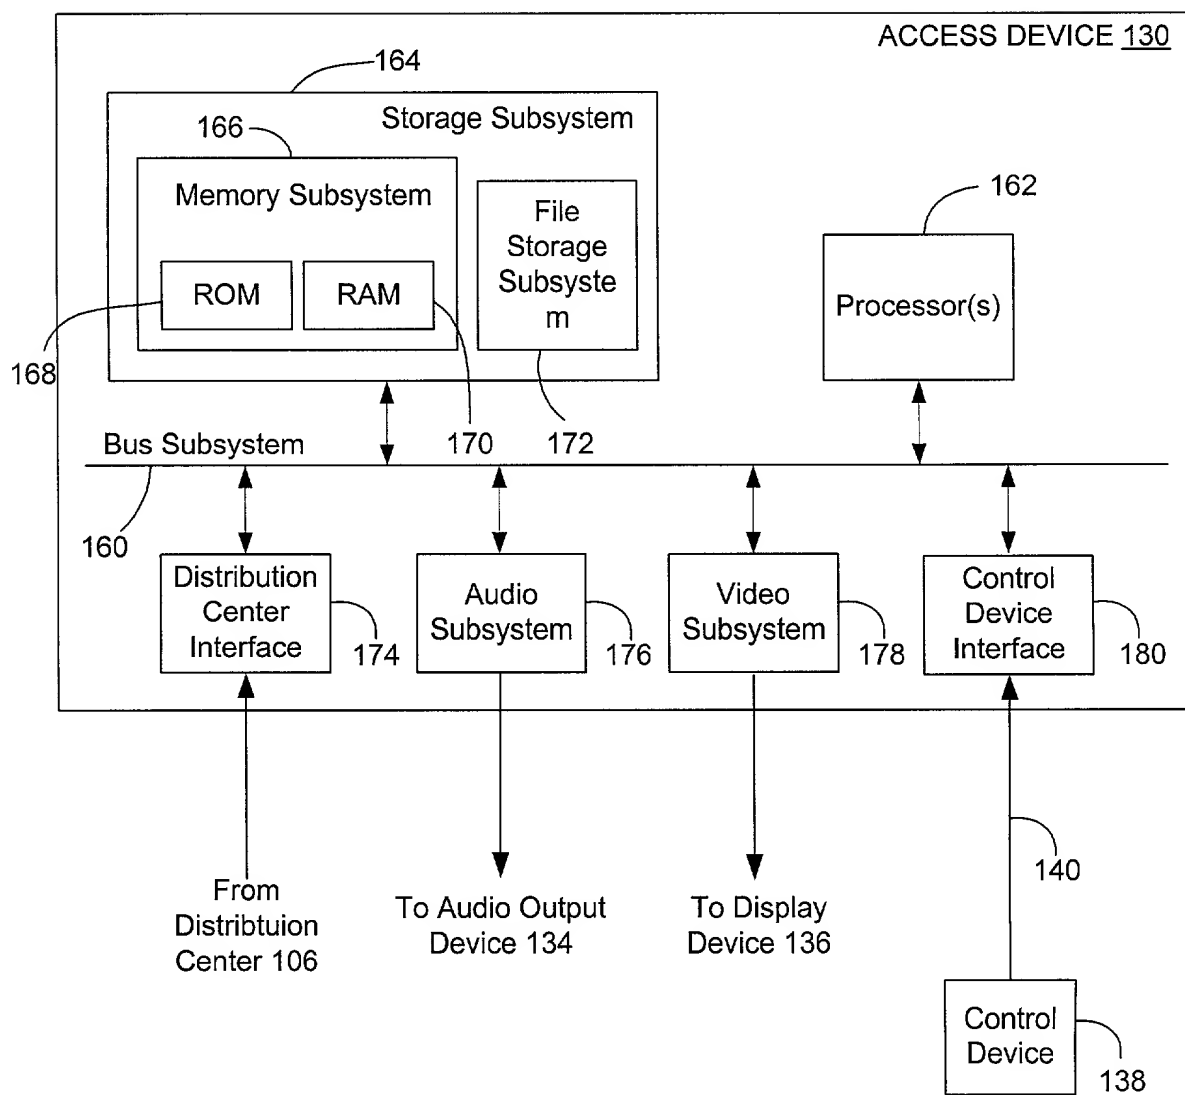 ACCESS DEVICE 130
164
Storage Subsystem
166
Memory Subsystem
File
Storage
Subsyste
m
162
ROM
RAM
Processor(s)
168
170
172
Bus Subsystem
160
Distribution
Center
Interface
174
Audio
Subsystem
176
Video
Subsystem
178
Control
Device
Interface
180
140
From
Distribtuion
Center 106
To Audio Output
Device 134
To Display
Device 136
Control
Device
138